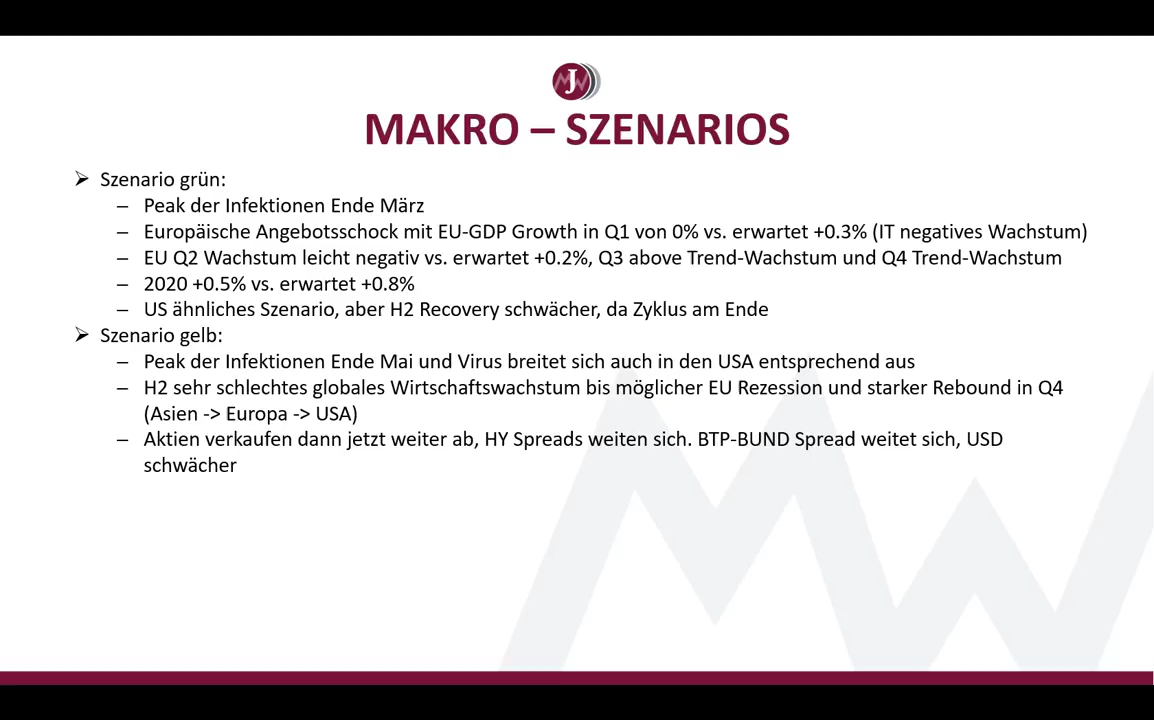 J
MAKRO – SZENARIOS
➢ Szenario grün:
– Peak der Infektionen Ende März
– Europäische Angebotsschock mit EU-GDP Growth in Q1 von 0% vs. erwartet +0.3% (IT negatives Wachstum)
– EU Q2 Wachstum leicht negativ vs. erwartet +0.2%, Q3 above Trend-Wachstum und Q4 Trend-Wachstum
– 2020 +0.5% vs. erwartet +0.8%
– US ähnliches Szenario, aber H2 Recovery schwächer, da Zyklus am Ende
➢ Szenario gelb:
– Peak der Infektionen Ende Mai und Virus breitet sich auch in den USA entsprechend aus
– H2 sehr schlechtes globales Wirtschaftswachstum bis möglicher EU Rezession und starker Rebound in Q4
(Asien -> Europa -> USA)
– Aktien verkaufen dann jetzt weiter ab, HY Spreads weiten sich. BTP-BUND Spread weitet sich, USD
schwächer